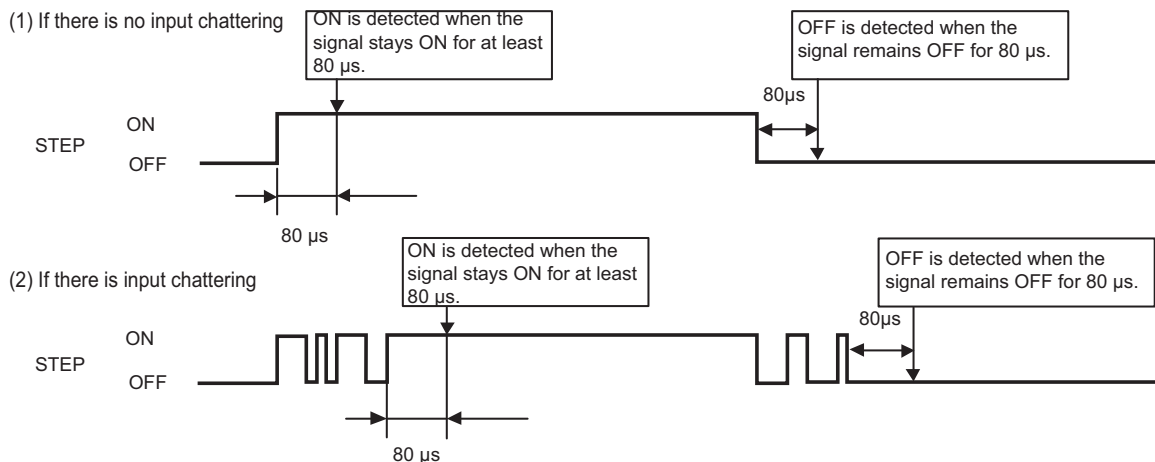 (1) If there is no input chattering
ON is detected when the
signal stays ON for at least
80 µs.
OFF is detected when the
signal remains OFF for 80 µs.
80µs
ON
STEP
OFF
80 µs
(2) If there is input chattering
ON is detected when the
signal stays ON for at least
80 µs.
OFF is detected when the
signal remains OFF for 80 µs.
80µs
ON
STEP
OFF
80 µs